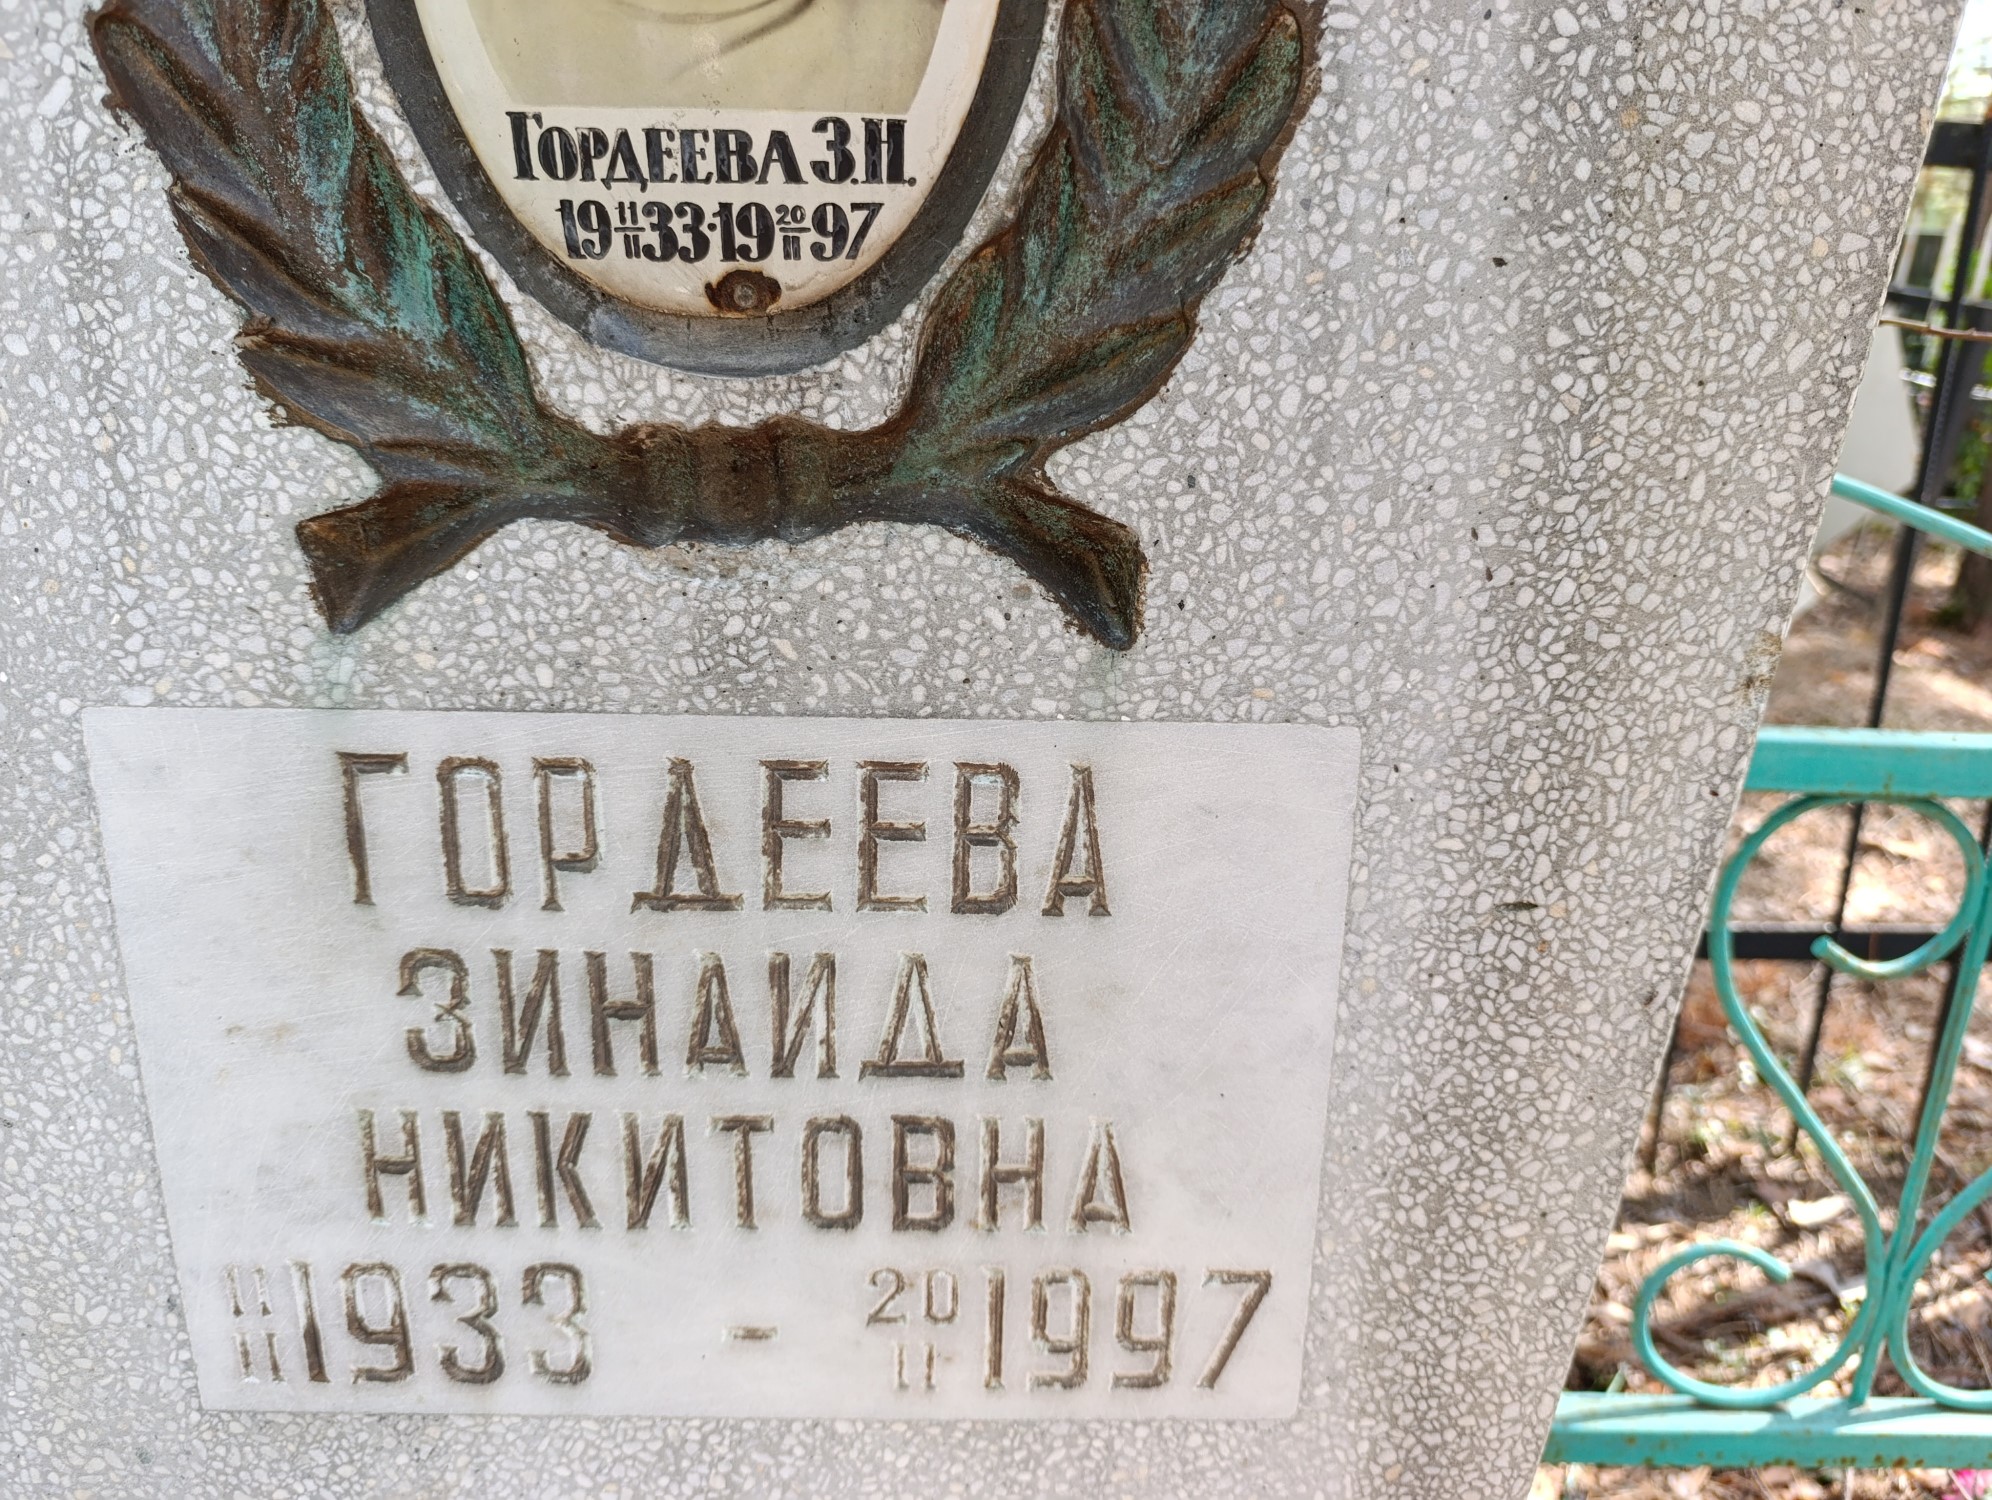 ГОРДЕЕВА З.Н.
19 11/II 33·19 20/II 97
ГОРДЕЕВА
ЗИНАИДА
НИКИТОВНА
11/II 1933 - 20/II 1997